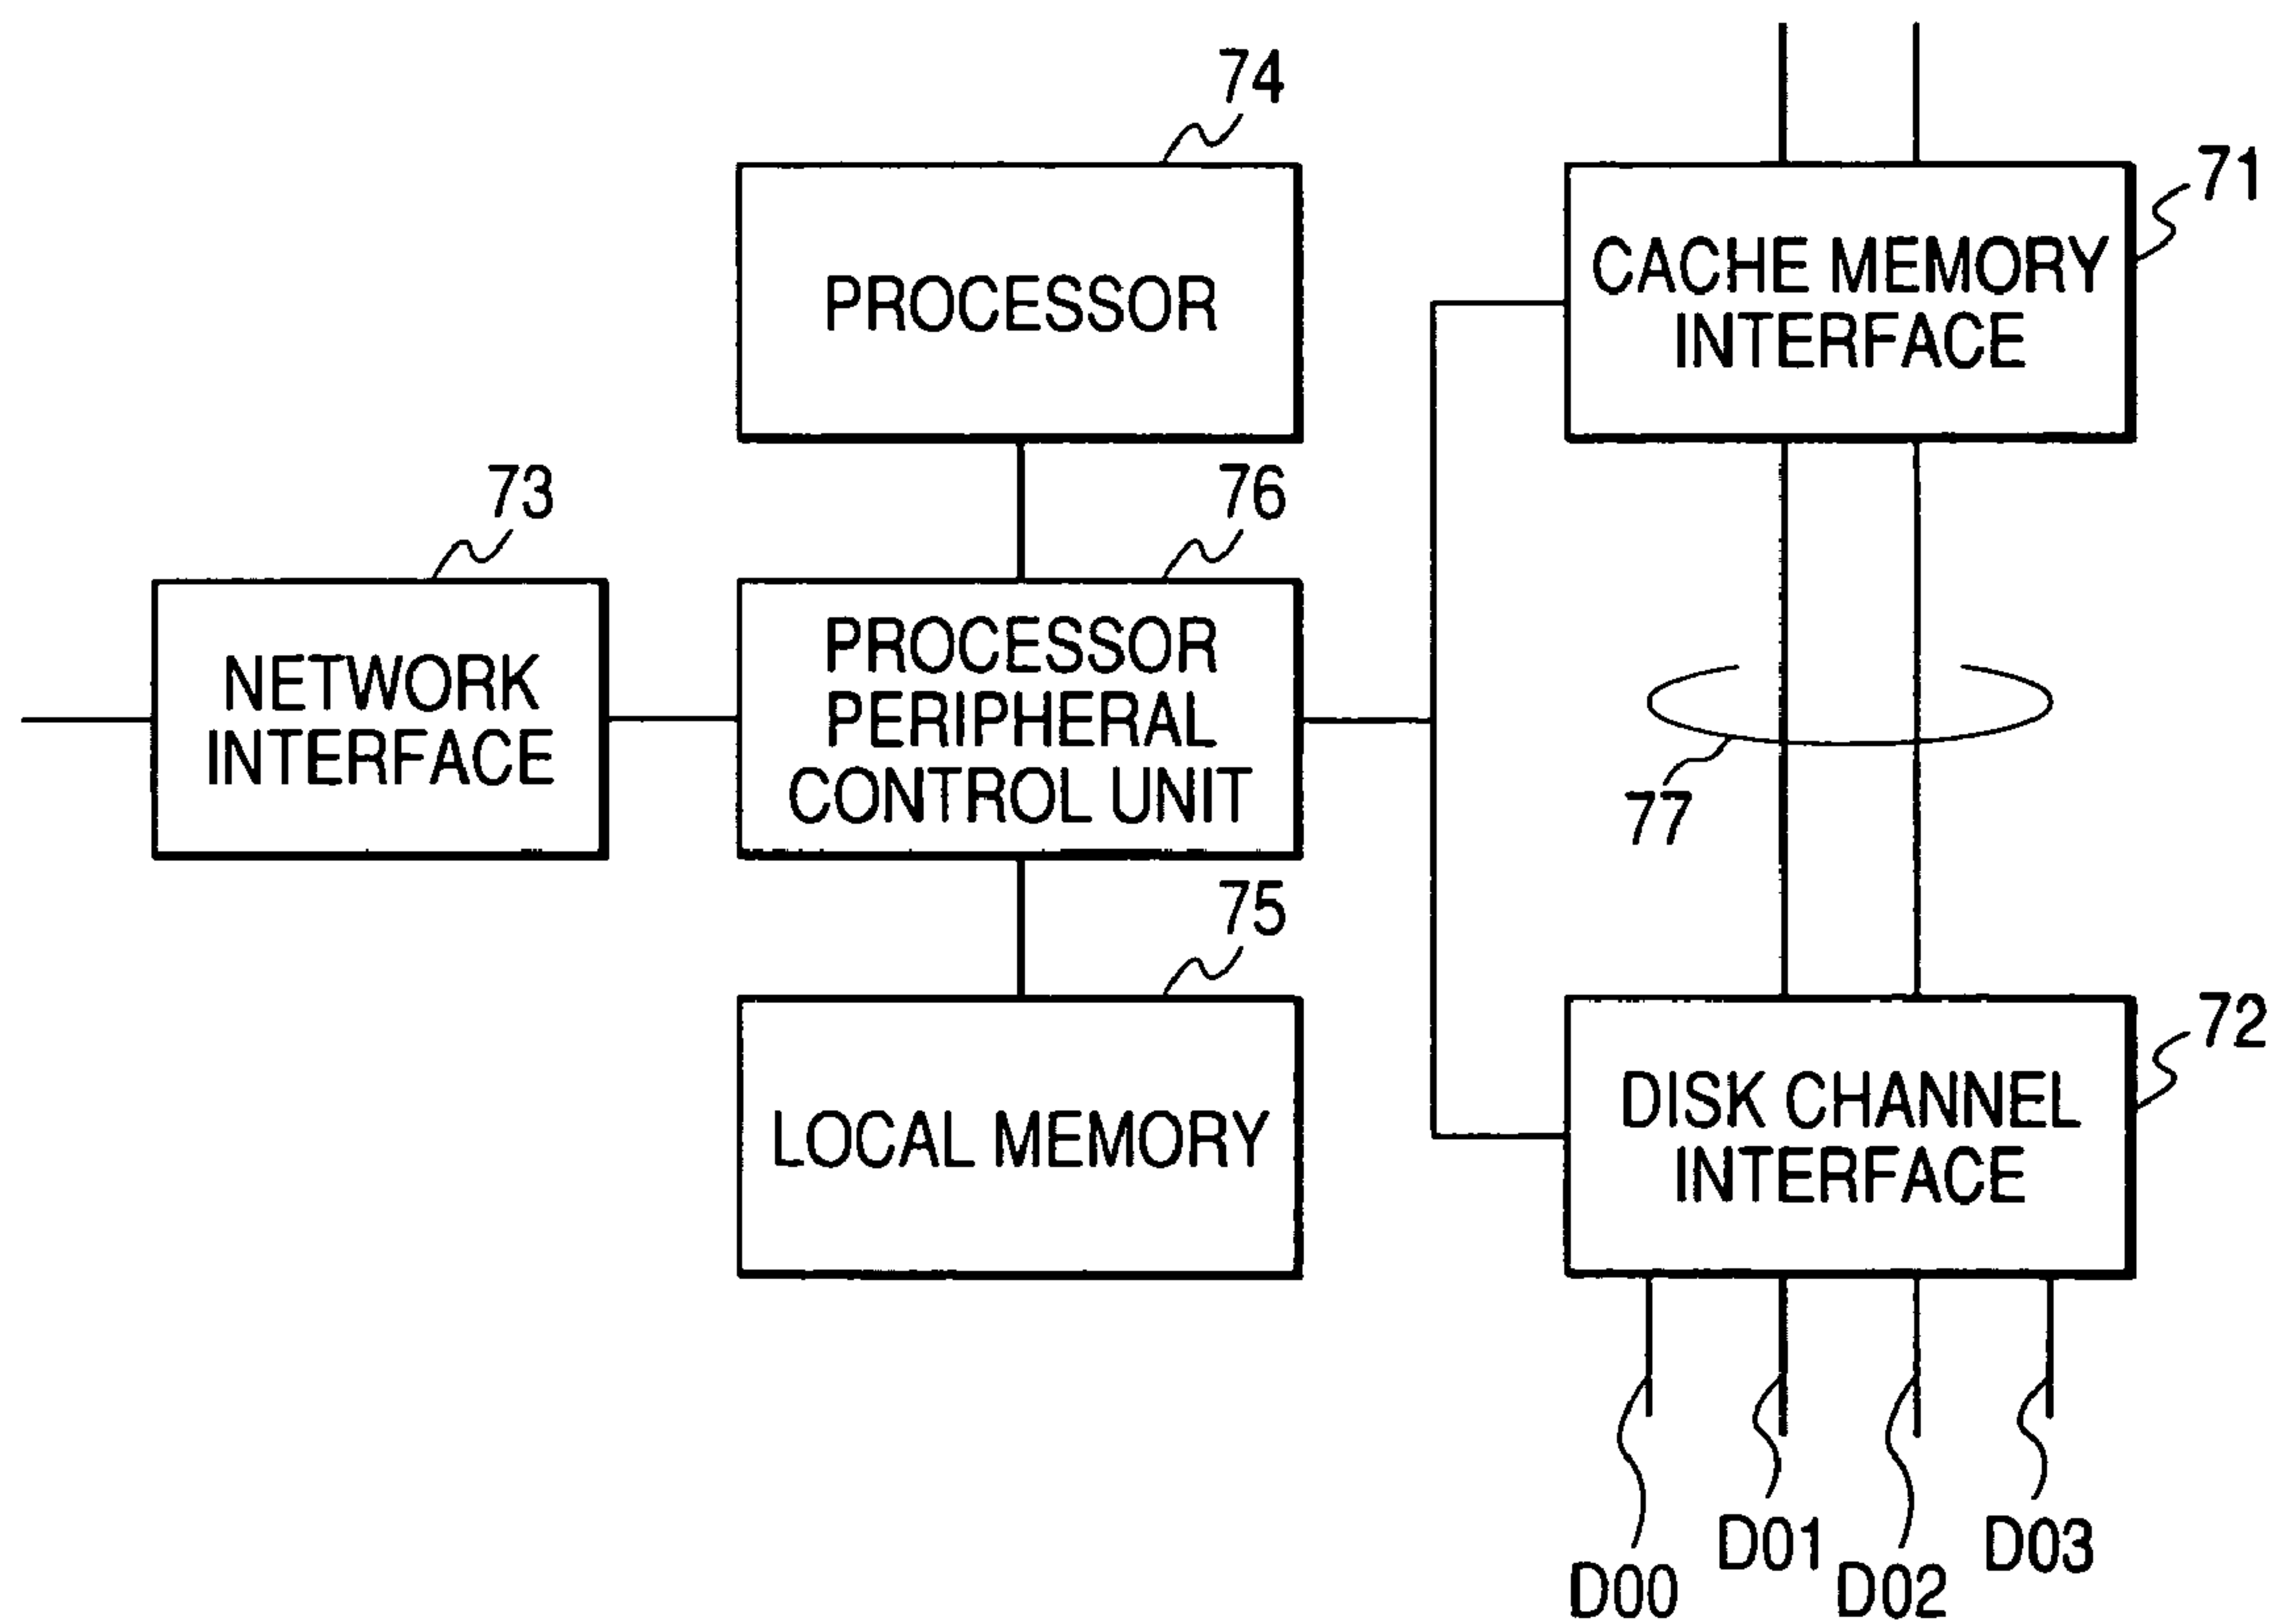 74
PROCESSOR
71
CACHE MEMORY
INTERFACE
73
NETWORK
INTERFACE
76
PROCESSOR
PERIPHERAL
CONTROL UNIT
77
75
LOCAL MEMORY
72
DISK CHANNEL
INTERFACE
D00
D01
D02
D03